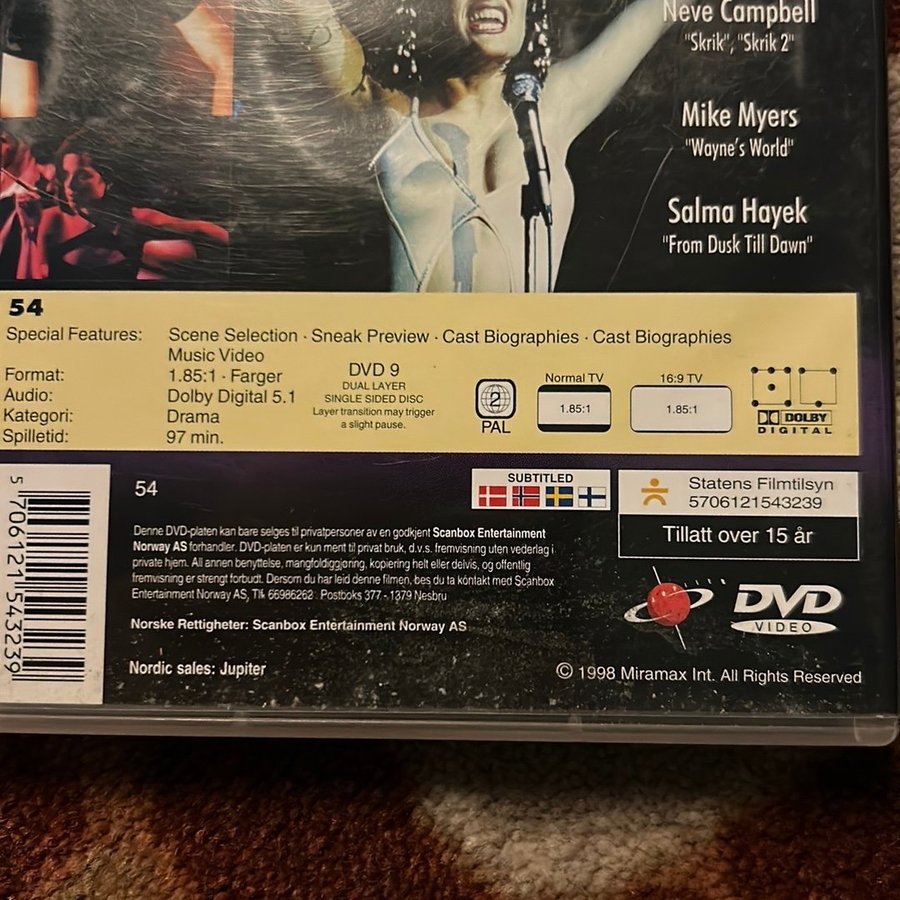 Neve Campbell
"Skrik", "Skrik 2"
Mike Myers
"Wayne's World"
Salma Hayek
"From Dusk Till Dawn"
54
Special Features: Scene Selection · Sneak Preview · Cast Biographies · Cast Biographies
Music Video
Format: 1.85:1 · Farger
Audio: Dolby Digital 5.1
Kategori: Drama
Spilletid: 97 min.
DVD 9
DUAL LAYER
SINGLE SIDED DISC
Layer transition may trigger
a slight pause.
2
PAL
Normal TV
1.85:1
16:9 TV
1.85:1
DOLBY
DIGITAL
5 706121 543239
54
SUBTITLED
Statens Filmtilsyn
5706121543239
Tillatt over 15 år
Denne DVD-platen kan bare selges til privatpersoner av en godkjent Scanbox Entertainment
Norway AS forhandler. DVD-platen er kun ment til privat bruk, d.v.s. fremvisning uten vederlag i
private hjem. All annen benyttelse, mangfoldiggjøring, kopiering helt eller delvis, og offentlig
fremvisning er strengt forbudt. Dersom du har leid denne filmen, bes du ta kontakt med Scanbox
Entertainment Norway AS, Tlf. 66986262 . Postboks 377 - 1379 Nesbru
Norske Rettigheter: Scanbox Entertainment Norway AS
Nordic sales: Jupiter
DVD
VIDEO
© 1998 Miramax Int. All Rights Reserved